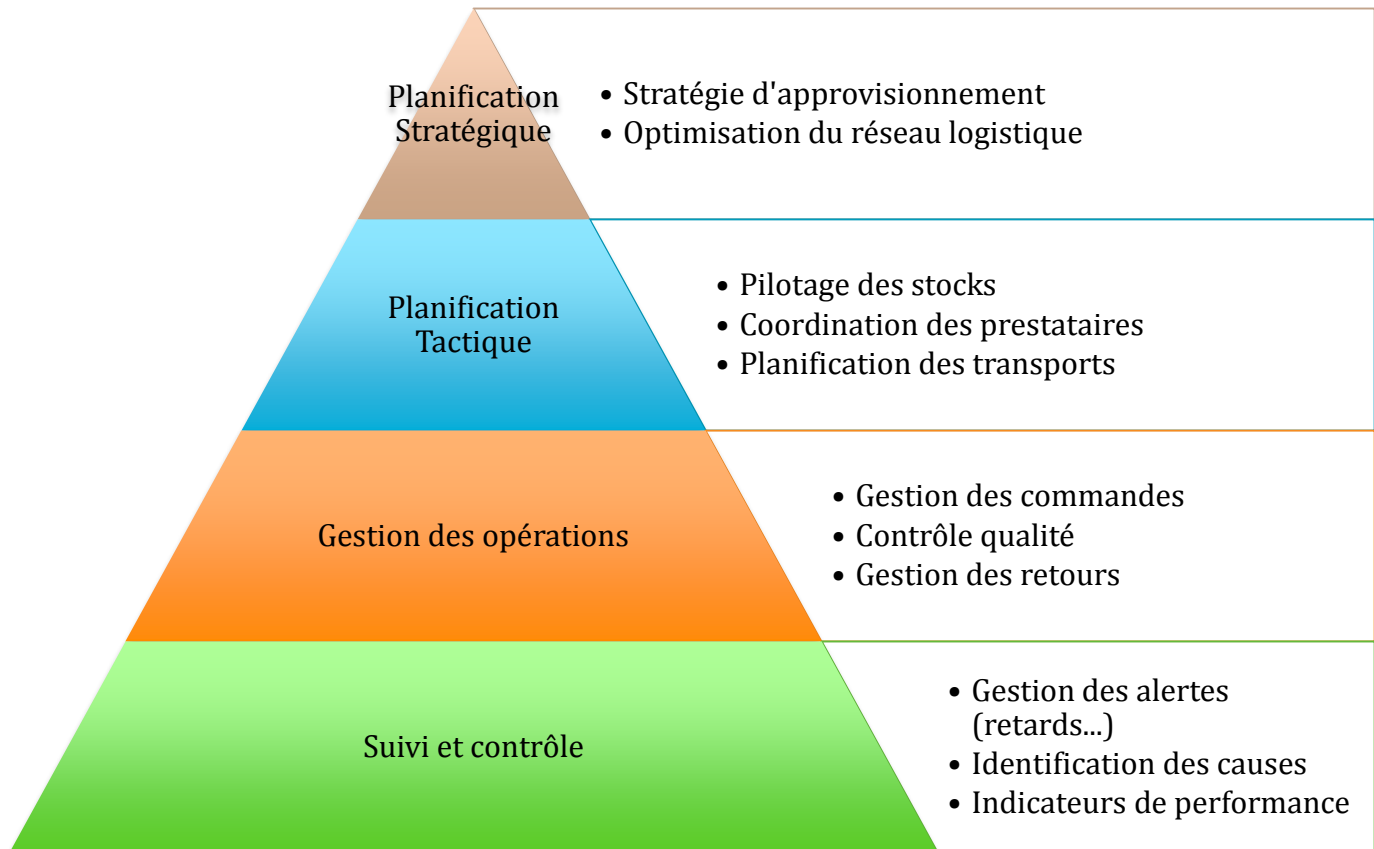 Planification
Stratégique
• Stratégie d'approvisionnement
• Optimisation du réseau logistique
Planification
Tactique
• Pilotage des stocks
• Coordination des prestataires
• Planification des transports
Gestion des opérations
• Gestion des commandes
• Contrôle qualité
• Gestion des retours
Suivi et contrôle
• Gestion des alertes
(retards...)
• Identification des causes
• Indicateurs de performance